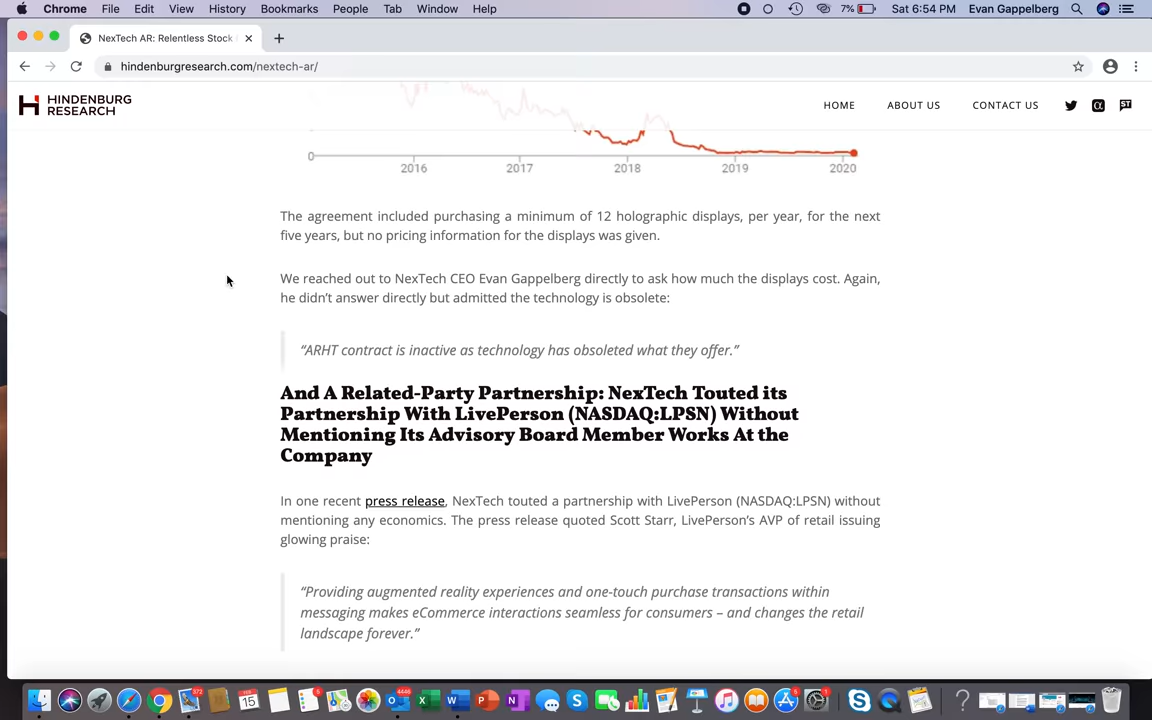 Chrome File Edit View History Bookmarks People Tab Window Help 7% Sat 6:54 PM Evan Gappelberg
NexTech AR: Relentless Stock
hindenburgresearch.com/nextech-ar/
HINDENBURG
RESEARCH
HOME ABOUT US CONTACT US
0
2016 2017 2018 2019 2020
The agreement included purchasing a minimum of 12 holographic displays, per year, for the next
five years, but no pricing information for the displays was given.
We reached out to NexTech CEO Evan Gappelberg directly to ask how much the displays cost. Again,
he didn’t answer directly but admitted the technology is obsolete:
“ARHT contract is inactive as technology has obsoleted what they offer.”
And A Related-Party Partnership: NexTech Touted its
Partnership With LivePerson (NASDAQ:LPSN) Without
Mentioning Its Advisory Board Member Works At the
Company
In one recent press release, NexTech touted a partnership with LivePerson (NASDAQ:LPSN) without
mentioning any economics. The press release quoted Scott Starr, LivePerson’s AVP of retail issuing
glowing praise:
“Providing augmented reality experiences and one-touch purchase transactions within
messaging makes eCommerce interactions seamless for consumers – and changes the retail
landscape forever.”